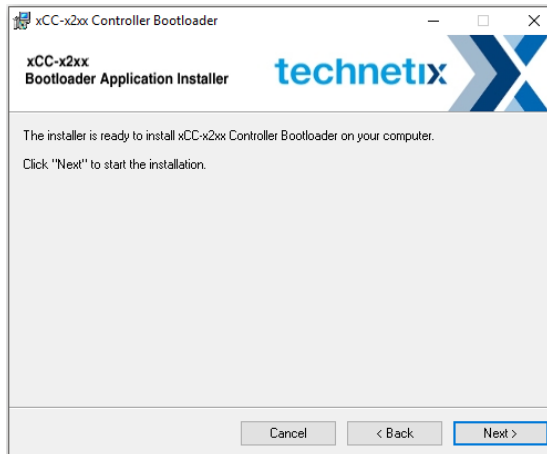 xCC-x2xx Controller Bootloader
xCC-x2xx
Bootloader Application Installer
technetix
The installer is ready to install xCC-x2xx Controller Bootloader on your computer.
Click "Next" to start the installation.
Cancel
< Back
Next >